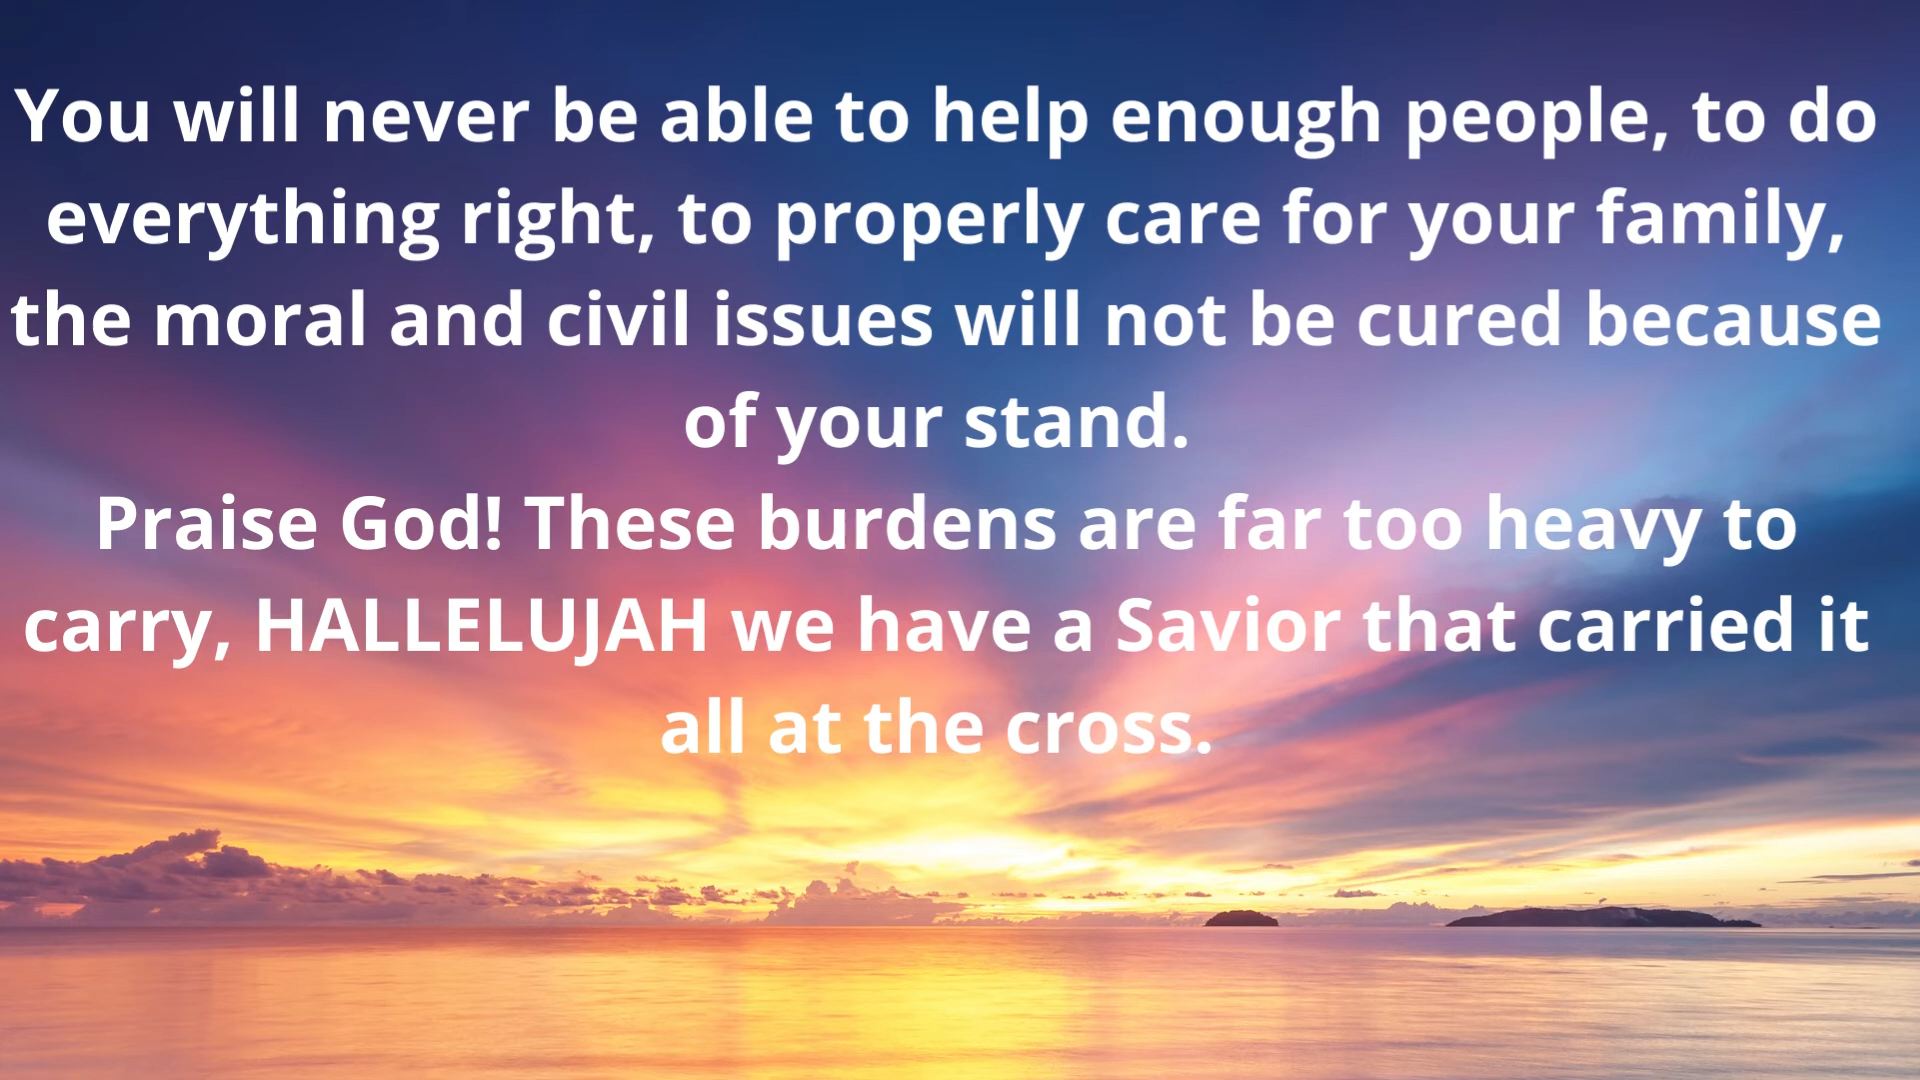 You will never be able to help enough people, to do
everything right, to properly care for your family,
the moral and civil issues will not be cured because
of your stand.
Praise God! These burdens are far too heavy to
carry, HALLELUJAH we have a Savior that carried it
all at the cross.